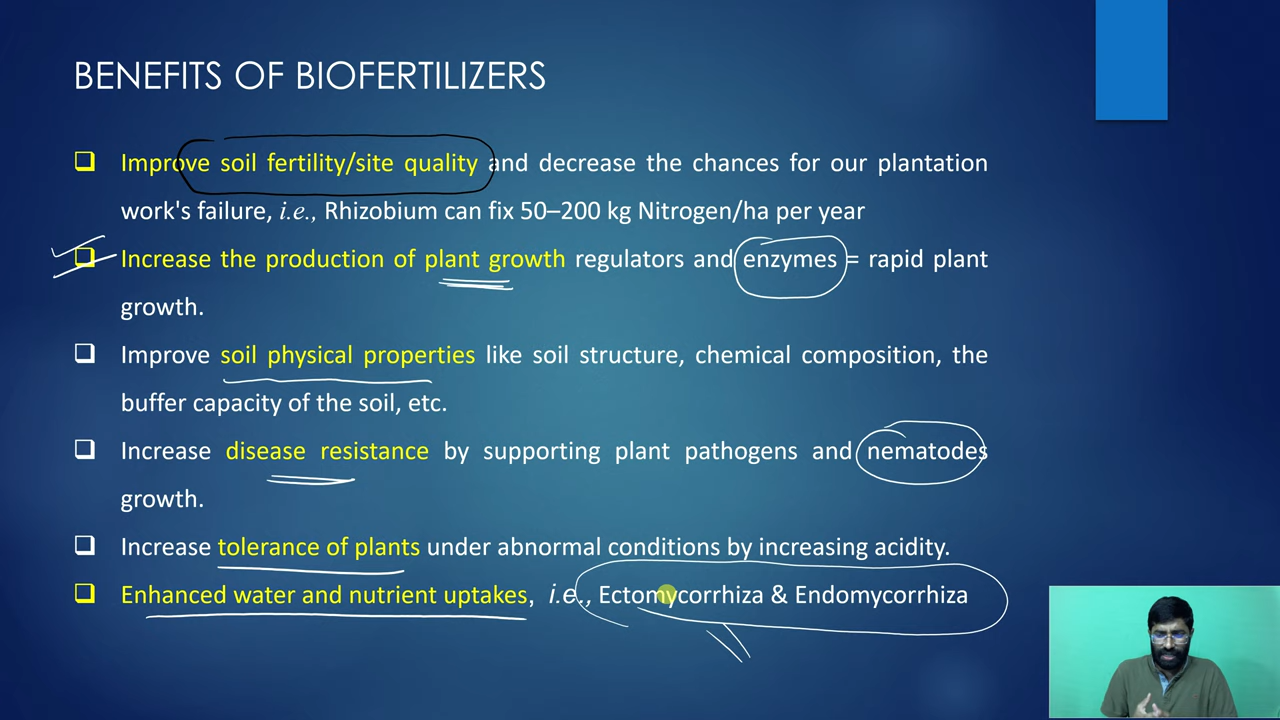 BENEFITS OF BIOFERTILIZERS
Improve soil fertility/site quality and decrease the chances for our plantation
work's failure, i.e., Rhizobium can fix 50–200 kg Nitrogen/ha per year
Increase the production of plant growth regulators and enzymes = rapid plant
growth.
Improve soil physical properties like soil structure, chemical composition, the
buffer capacity of the soil, etc.
Increase disease resistance by supporting plant pathogens and nematodes
growth.
Increase tolerance of plants under abnormal conditions by increasing acidity.
Enhanced water and nutrient uptakes, i.e., Ectomycorrhiza & Endomycorrhiza